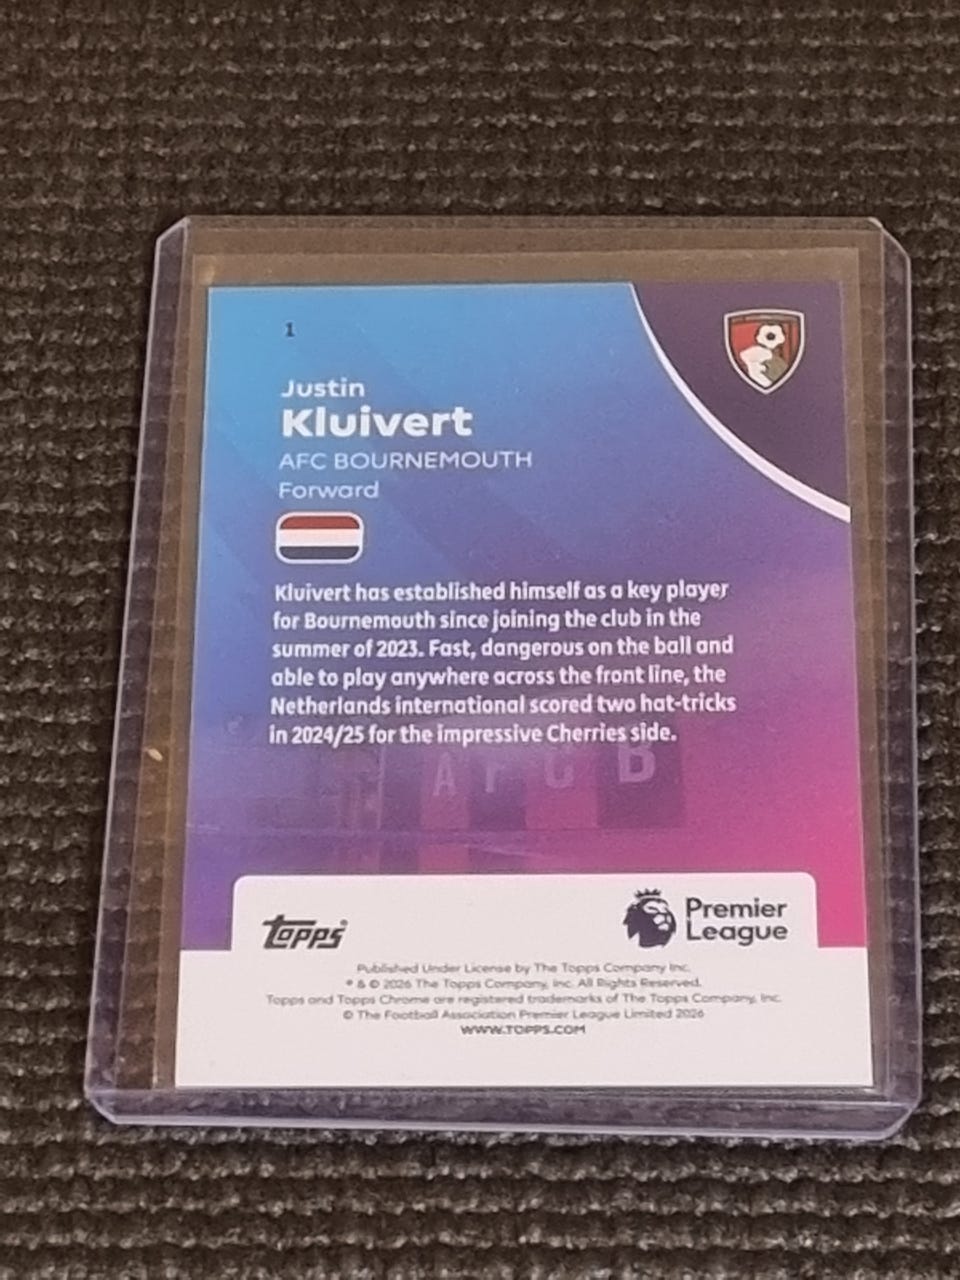 1
Justin
Kluivert
AFC BOURNEMOUTH
Forward
Kluivert has established himself as a key player
for Bournemouth since joining the club in the
summer of 2023. Fast, dangerous on the ball and
able to play anywhere across the front line, the
Netherlands international scored two hat-tricks
in 2024/25 for the impressive Cherries side.
AFCB
Topps
Premier
League
Published Under License by The Topps Company Inc.
® & © 2026 The Topps Company, Inc. All Rights Reserved.
Topps and Topps Chrome are registered trademarks of The Topps Company, Inc.
© The Football Association Premier League Limited 2026
WWW.TOPPS.COM